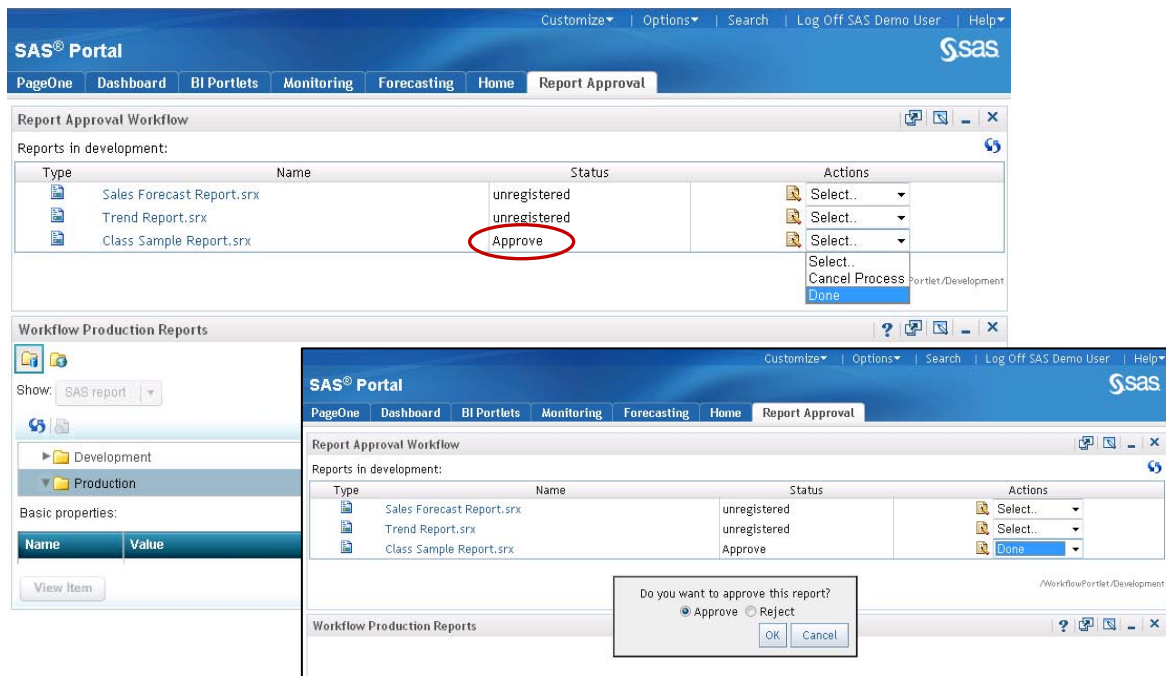 Customize | Options | Search | Log Off SAS Demo User | Help
SAS® Portal
sas
PageOne Dashboard BI Portlets Monitoring Forecasting Home Report Approval
Report Approval Workflow
Reports in development:
Type Name Status Actions
Sales Forecast Report.srx unregistered Select..
Trend Report.srx unregistered Select..
Class Sample Report.srx Approve Select..
Select..
Cancel Process
Portlet/Development
Done
Workflow Production Reports
Show: SAS report
Development
Production
Basic properties:
Name Value
View Item
Customize | Options | Search | Log Off SAS Demo User | Help
SAS® Portal
sas
PageOne Dashboard BI Portlets Monitoring Forecasting Home Report Approval
Report Approval Workflow
Reports in development:
Type Name Status Actions
Sales Forecast Report.srx unregistered Select..
Trend Report.srx unregistered Select..
Class Sample Report.srx Approve Done
/WorkflowPortlet/Development
Do you want to approve this report?
Approve Reject
OK Cancel
Workflow Production Reports